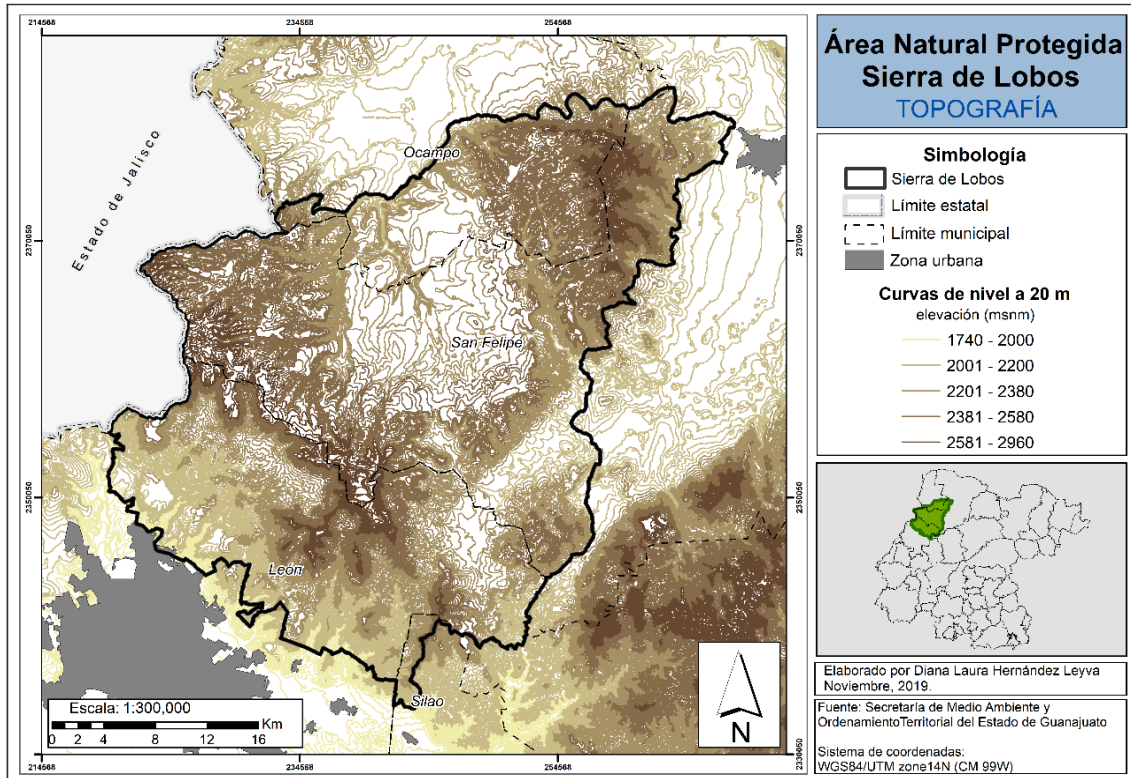 214568
234568
254568
2370050
2350050
2370050
2350050
2330050
214568
234568
254568
Estado de Jalisco
Ocampo
San Felipe
León
Silao
Escala: 1:300,000
0 2 4 8 12 16
Km
N
Área Natural Protegida
Sierra de Lobos
TOPOGRAFÍA
Simbología
Sierra de Lobos
Límite estatal
Límite municipal
Zona urbana
Curvas de nivel a 20 m
elevación (msnm)
1740 - 2000
2001 - 2200
2201 - 2380
2381 - 2580
2581 - 2960
Elaborado por Diana Laura Hernández Leyva
Noviembre, 2019.
Fuente: Secretaría de Medio Ambiente y
OrdenamientoTerritorial del Estado de Guanajuato
Sistema de coordenadas:
WGS84/UTM zone14N (CM 99W)